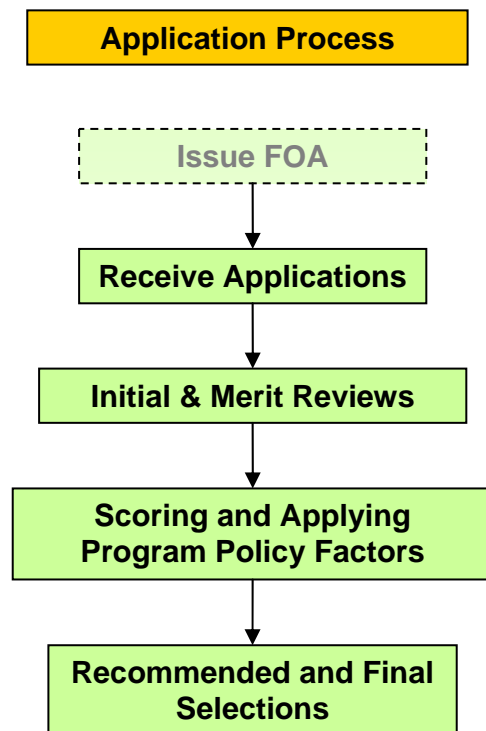 Application Process
Issue FOA
Receive Applications
Initial & Merit Reviews
Scoring and Applying
Program Policy Factors
Recommended and Final
Selections